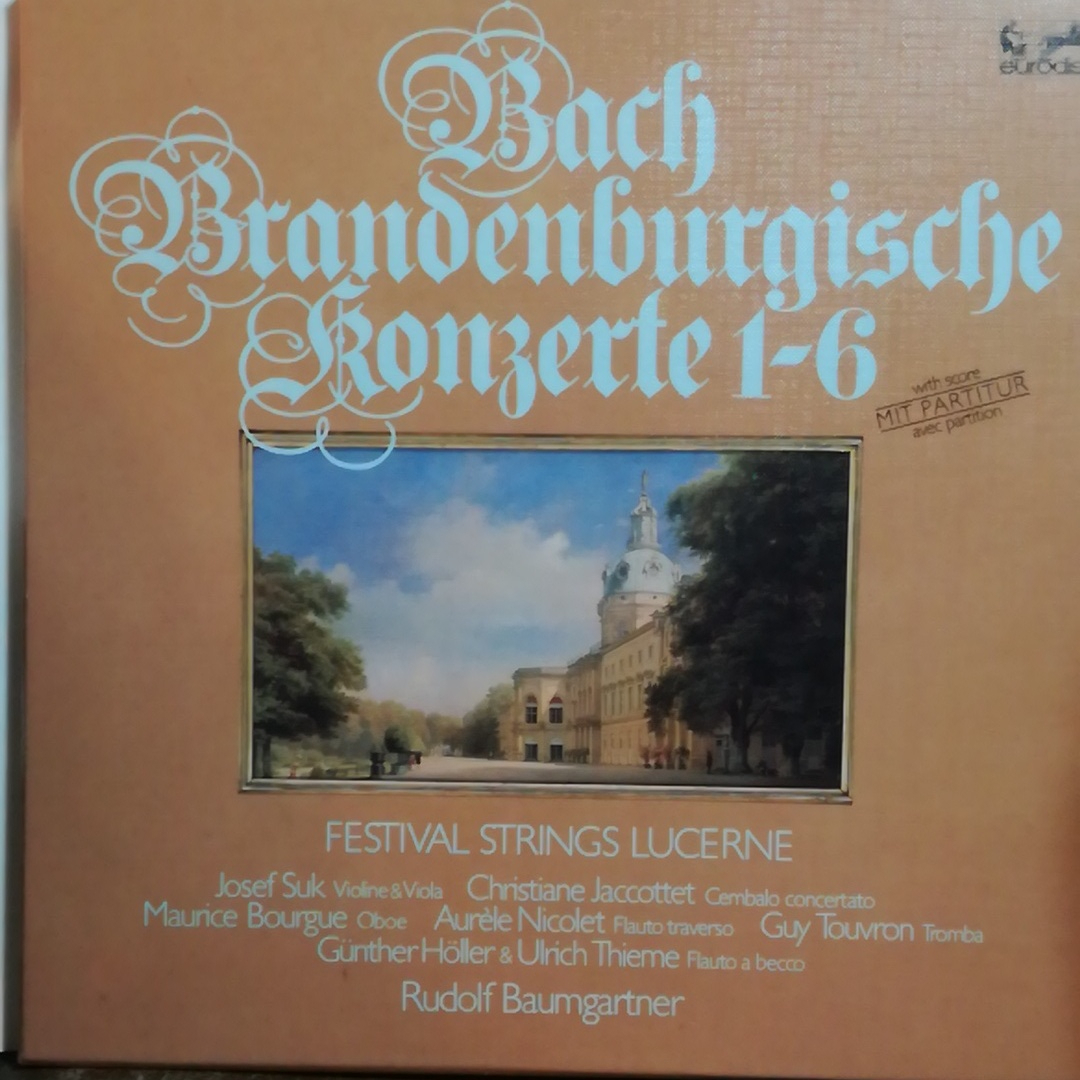 Bach
Brandenburgische
Konzerte 1-6
eurodis
with score
MIT PARTITUR
avec partition
FESTIVAL STRINGS LUCERNE
Josef Suk Violine & Viola Christiane Jaccottet Cembalo concertato
Maurice Bourgue Oboe Aurèle Nicolet Flauto traverso Guy Touvron Tromba
Günther Höller & Ulrich Thieme Flauto a becco
Rudolf Baumgartner